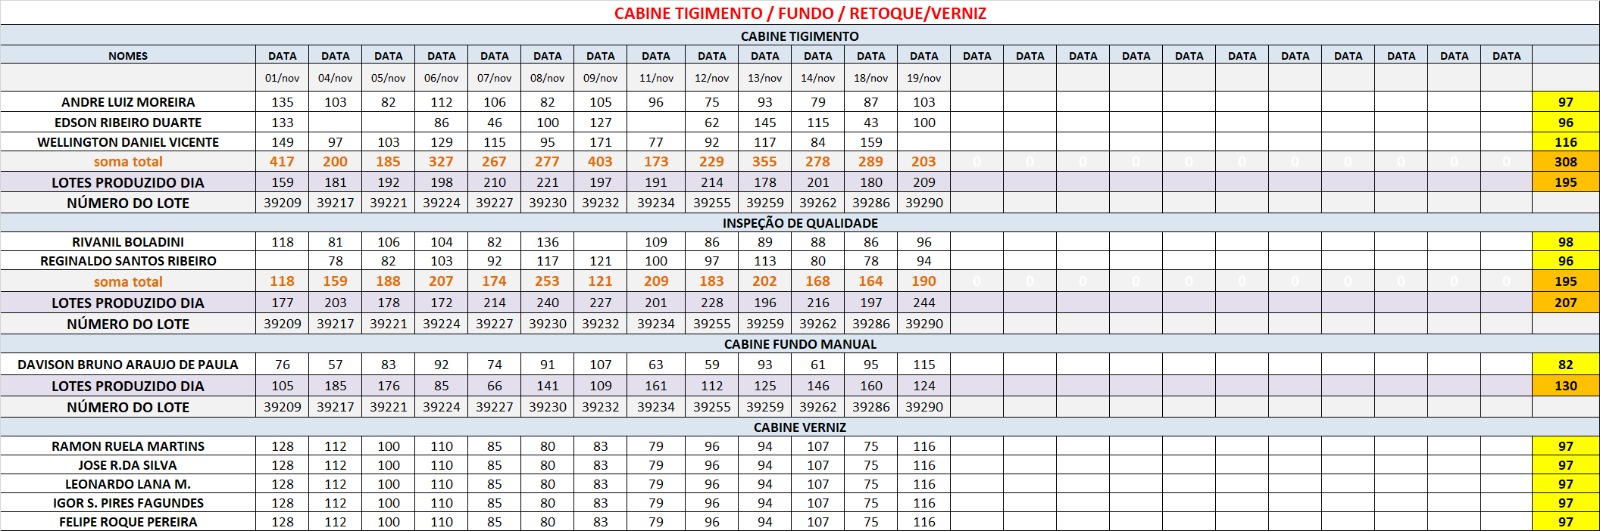 CABINE TIGIMENTO / FUNDO / RETOQUE/VERNIZ
CABINE TIGIMENTO
NOMES DATA DATA DATA DATA DATA DATA DATA DATA DATA DATA DATA DATA DATA DATA DATA DATA DATA DATA DATA DATA DATA DATA DATA DATA
01/nov 04/nov 05/nov 06/nov 07/nov 08/nov 09/nov 11/nov 12/nov 13/nov 14/nov 18/nov 19/nov
ANDRE LUIZ MOREIRA 135 103 82 112 106 82 105 96 75 93 79 87 103 97
EDSON RIBEIRO DUARTE 133 86 46 100 127 62 145 115 43 100 96
WELLINGTON DANIEL VICENTE 149 97 103 129 115 95 171 77 92 117 84 159 116
soma total 417 200 185 327 267 277 403 173 229 355 278 289 203 0 0 0 0 0 0 0 0 0 0 0 308
LOTES PRODUZIDO DIA 159 181 192 198 210 221 197 191 214 178 201 180 209 195
NÚMERO DO LOTE 39209 39217 39221 39224 39227 39230 39232 39234 39255 39259 39262 39286 39290
INSPEÇÃO DE QUALIDADE
RIVANIL BOLADINI 118 81 106 104 82 136 109 86 89 88 86 96 98
REGINALDO SANTOS RIBEIRO 78 82 103 92 117 121 100 97 113 80 78 94 96
soma total 118 159 188 207 174 253 121 209 183 202 168 164 190 0 0 0 0 0 0 0 0 0 0 0 195
LOTES PRODUZIDO DIA 177 203 178 172 214 240 227 201 228 196 216 197 244 207
NÚMERO DO LOTE 39209 39217 39221 39224 39227 39230 39232 39234 39255 39259 39262 39286 39290
CABINE FUNDO MANUAL
DAVISON BRUNO ARAUJO DE PAULA 76 57 83 92 74 91 107 63 59 93 61 95 115 82
LOTES PRODUZIDO DIA 105 185 176 85 66 141 109 161 112 125 146 160 124 130
NÚMERO DO LOTE 39209 39217 39221 39224 39227 39230 39232 39234 39255 39259 39262 39286 39290
CABINE VERNIZ
RAMON RUELA MARTINS 128 112 100 110 85 80 83 79 96 94 107 75 116 97
JOSE R.DA SILVA 128 112 100 110 85 80 83 79 96 94 107 75 116 97
LEONARDO LANA M. 128 112 100 110 85 80 83 79 96 94 107 75 116 97
IGOR S. PIRES FAGUNDES 128 112 100 110 85 80 83 79 96 94 107 75 116 97
FELIPE ROQUE PEREIRA 128 112 100 110 85 80 83 79 96 94 107 75 116 97